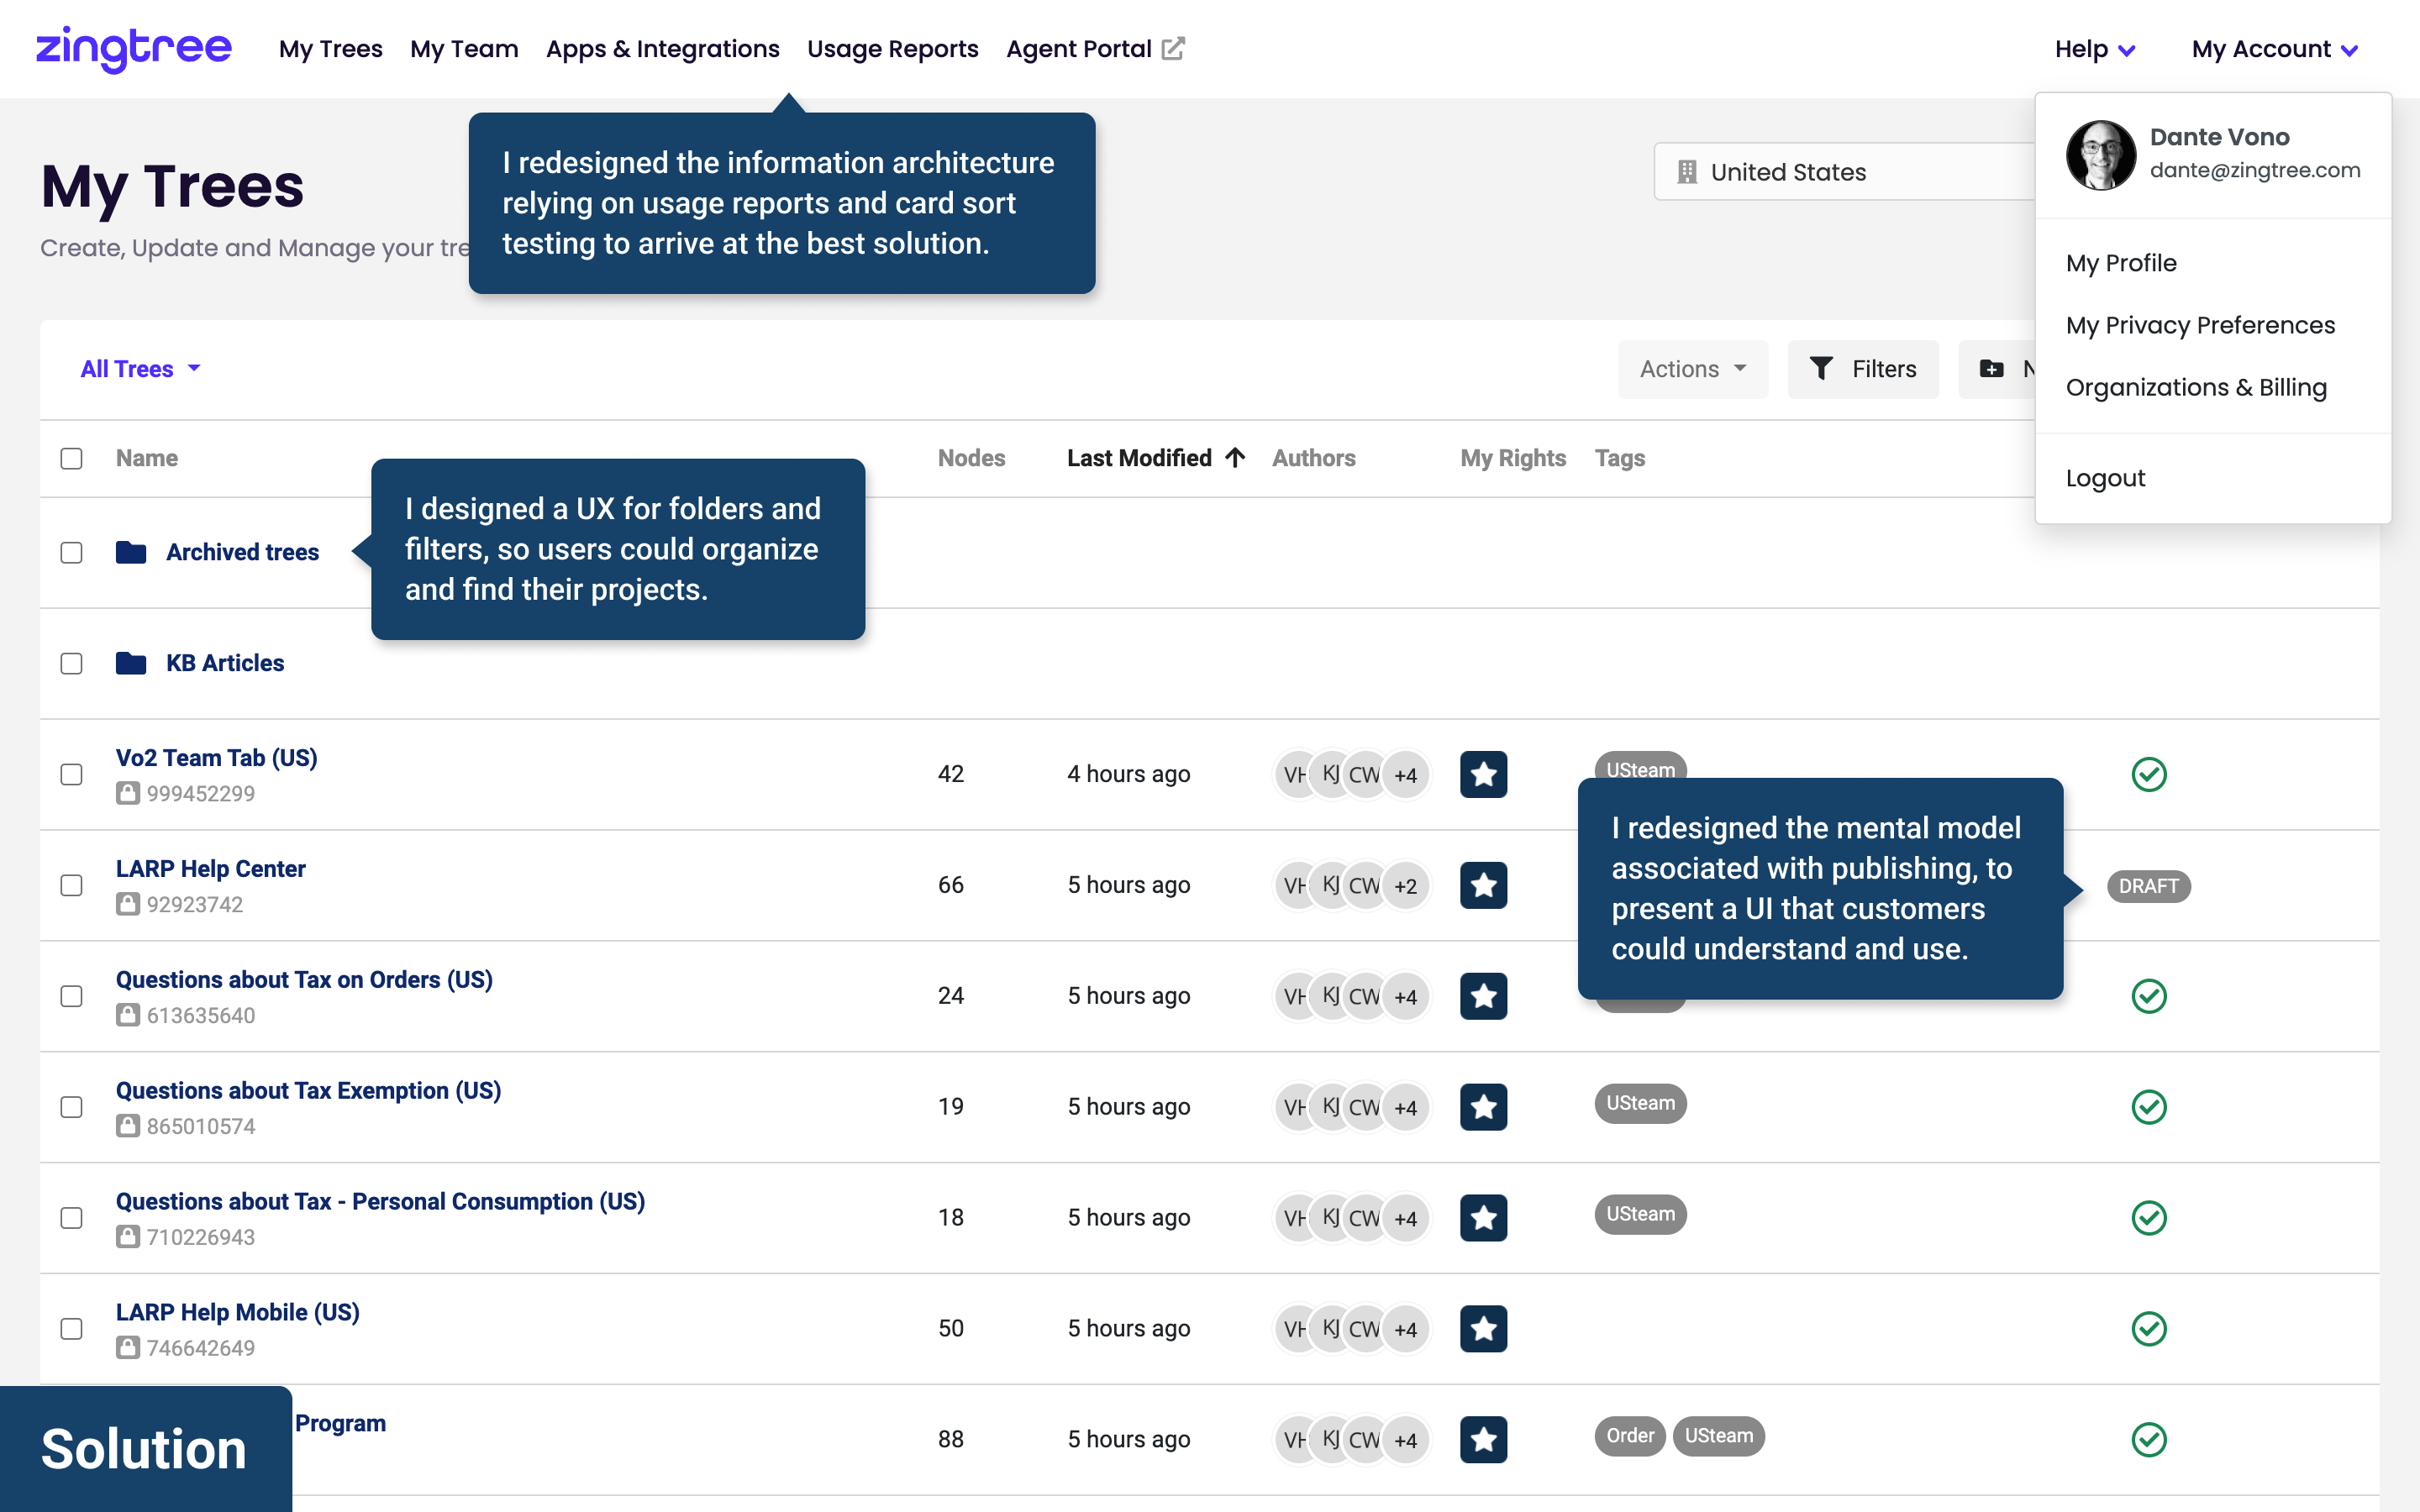 zingtree My Trees My Team Apps & Integrations Usage Reports Agent Portal Help My Account
I redesigned the information architecture
relying on usage reports and card sort
testing to arrive at the best solution.
Dante Vono
dante@zingtree.com
My Profile
My Privacy Preferences
Organizations & Billing
Logout
My Trees
United States
Create, Update and Manage your
All Trees Actions Filters
Name Nodes Last Modified Authors My Rights Tags
I designed a UX for folders and
filters, so users could organize
and find their projects.
Archived trees
KB Articles
Vo2 Team Tab (US)
999452299
42 4 hours ago KJ CW +4 USteam
I redesigned the mental model
associated with publishing, to
present a UI that customers
could understand and use.
LARP Help Center
92923742
66 5 hours ago KJ CW +2 DRAFT
Questions about Tax on Orders (US)
613635640
24 5 hours ago KJ CW +4
Questions about Tax Exemption (US)
865010574
19 5 hours ago KJ CW +4 USteam
Questions about Tax - Personal Consumption (US)
710226943
18 5 hours ago KJ CW +4 USteam
LARP Help Mobile (US)
746642649
50 5 hours ago KJ CW +4
Program
88 5 hours ago KJ CW +4 Order USteam
Solution